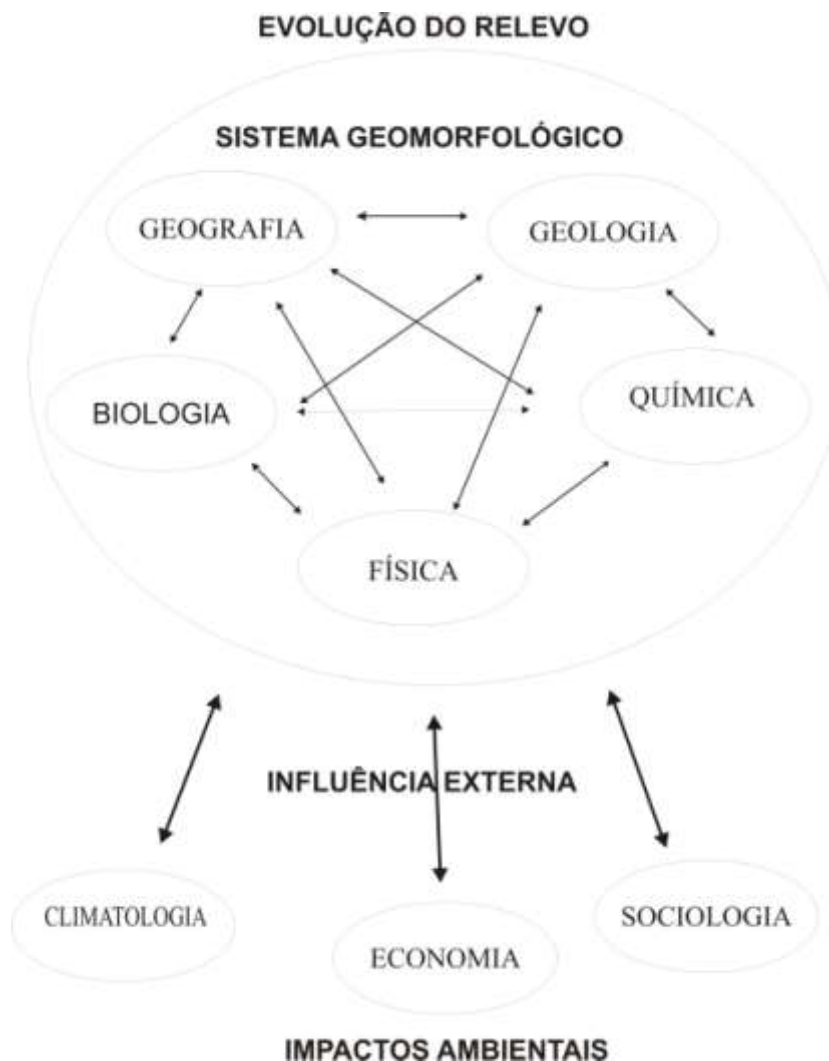 EVOLUÇÃO DO RELEVO
SISTEMA GEOMORFOLÓGICO
GEOGRAFIA
GEOLOGIA
BIOLOGIA
QUÍMICA
FÍSICA
INFLUÊNCIA EXTERNA
CLIMATOLOGIA
ECONOMIA
SOCIOLOGIA
IMPACTOS AMBIENTAIS